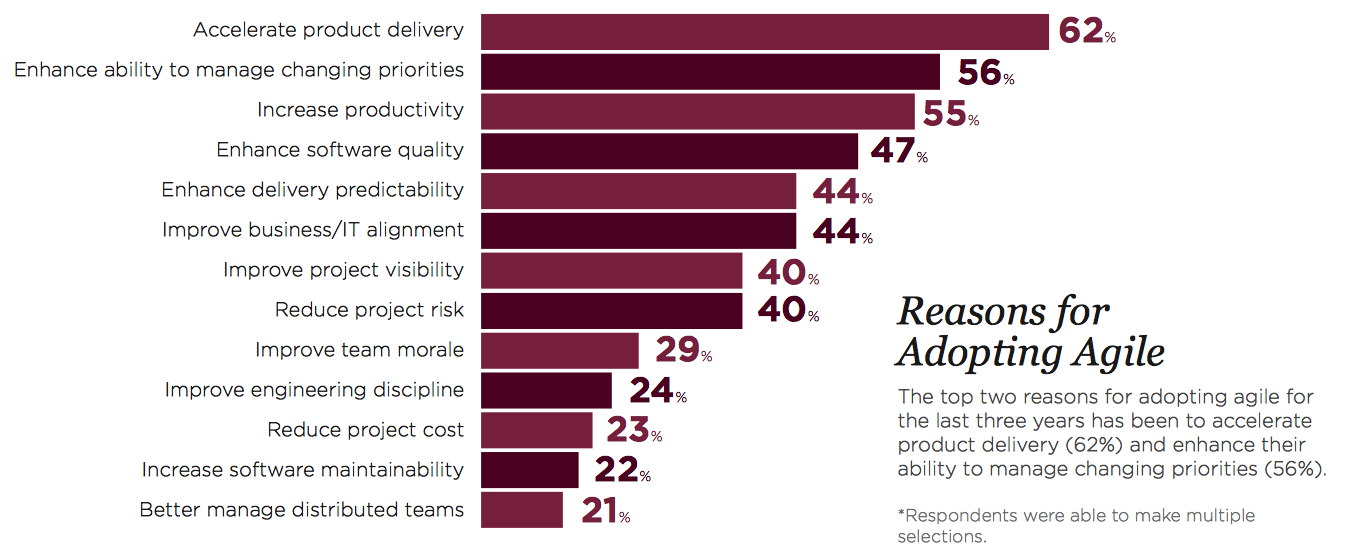 Accelerate product delivery 62%
Enhance ability to manage changing priorities 56%
Increase productivity 55%
Enhance software quality 47%
Enhance delivery predictability 44%
Improve business/IT alignment 44%
Improve project visibility 40%
Reduce project risk 40%
Improve team morale 29%
Improve engineering discipline 24%
Reduce project cost 23%
Increase software maintainability 22%
Better manage distributed teams 21%
Reasons for
Adopting Agile
The top two reasons for adopting agile for
the last three years has been to accelerate
product delivery (62%) and enhance their
ability to manage changing priorities (56%).
*Respondents were able to make multiple
selections.